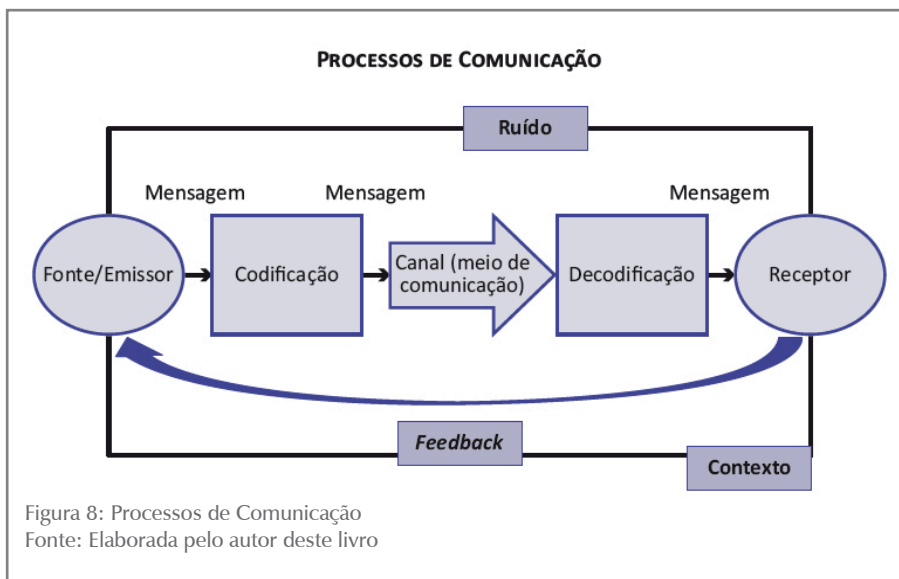 PROCESSOS DE COMUNICAÇÃO
Ruído
Mensagem
Mensagem
Mensagem
Fonte/Emissor
Codificação
Canal (meio de
comunicação)
Decodificação
Receptor
Feedback
Contexto
Figura 8: Processos de Comunicação
Fonte: Elaborada pelo autor deste livro